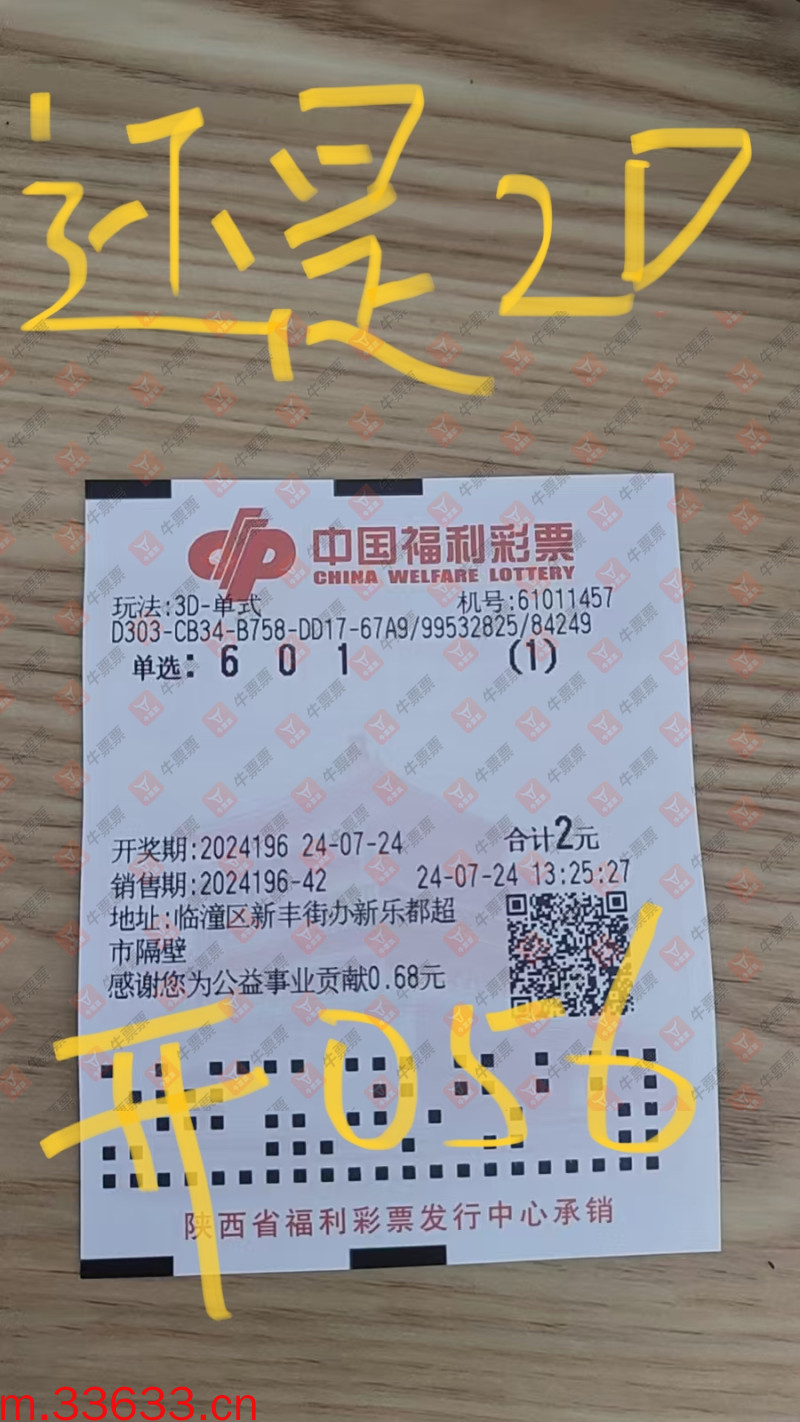 还是2D
中国福利彩票
CHINA WELFARE LOTTERY
玩法:3D-单式 机号:61011457
D303-CB34-B758-DD17-67A9/99532825/84249
单选: 6 0 1 (1)
开奖期:2024196 24-07-24 合计2元
销售期:2024196-42 24-07-24 13:25:27
地址:临潼区新丰街办新乐都超
市隔壁
感谢您为公益事业贡献0.68元
开056
陕西省福利彩票发行中心承销
牛票票
m.33633.cn